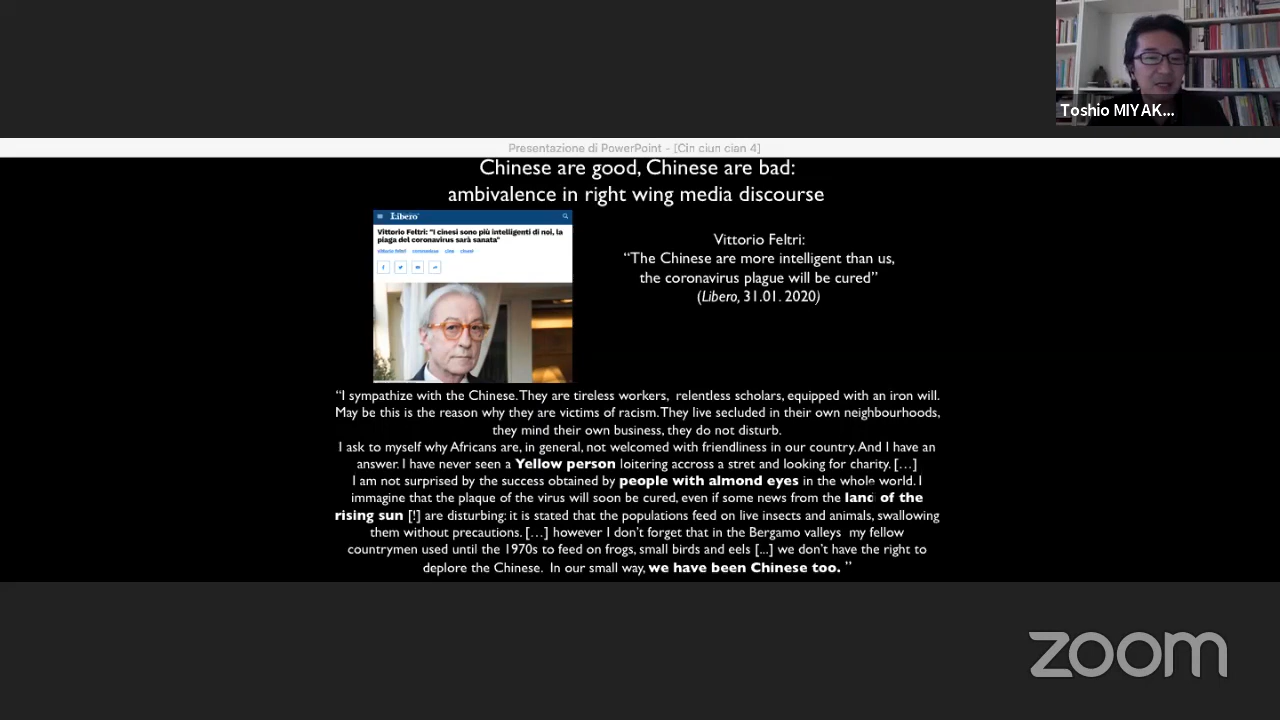 Toshio MIYAK...
Presentazione di PowerPoint - [Cin ciun cian 4]
Chinese are good, Chinese are bad:
ambivalence in right wing media discourse
Libero
Vittorio Feltri: "I cinesi sono più intelligenti di noi, la
piaga del coronavirus sarà sanata"
vittorio feltri coronavirus cina cinesi
Vittorio Feltri:
“The Chinese are more intelligent than us,
the coronavirus plague will be cured”
(Libero, 31.01. 2020)
“I sympathize with the Chinese. They are tireless workers, relentless scholars, equipped with an iron will.
May be this is the reason why they are victims of racism. They live secluded in their own neighbourhoods,
they mind their own business, they do not disturb.
I ask to myself why Africans are, in general, not welcomed with friendliness in our country. And I have an
answer. I have never seen a Yellow person loitering accross a stret and looking for charity. […]
I am not surprised by the success obtained by people with almond eyes in the whole world. I
immagine that the plaque of the virus will soon be cured, even if some news from the land of the
rising sun [!] are disturbing: it is stated that the populations feed on live insects and animals, swallowing
them without precautions. […] however I don’t forget that in the Bergamo valleys my fellow
countrymen used until the 1970s to feed on frogs, small birds and eels [...] we don’t have the right to
deplore the Chinese. In our small way, we have been Chinese too. ”
zoom